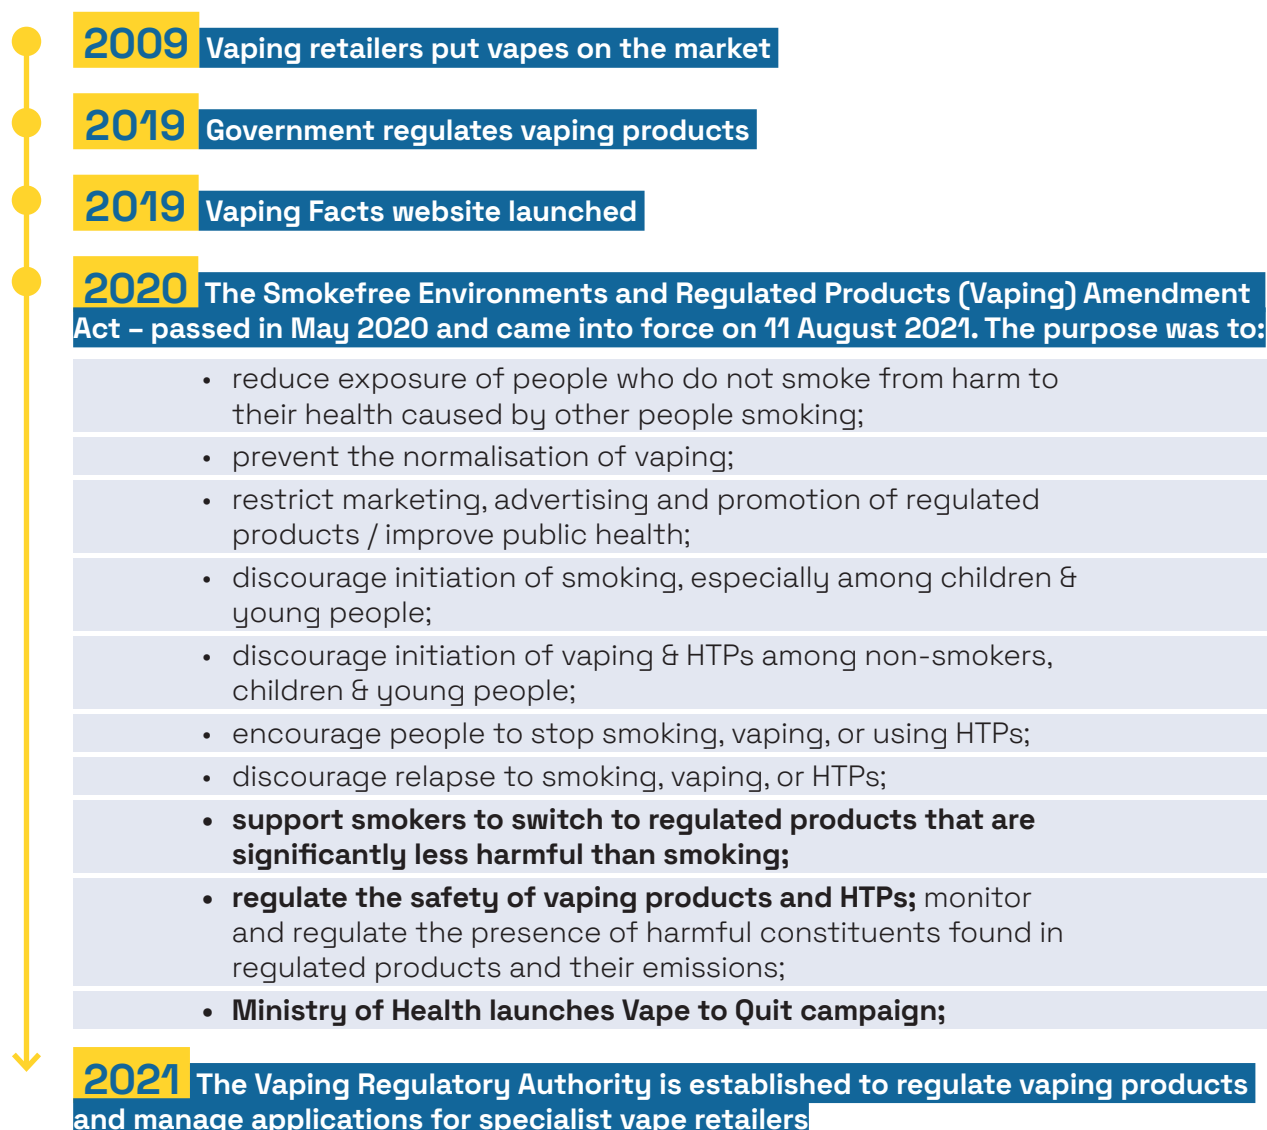 2009 Vaping retailers put vapes on the market
2019 Government regulates vaping products
2019 Vaping Facts website launched
2020 The Smokefree Environments and Regulated Products (Vaping) Amendment
Act – passed in May 2020 and came into force on 11 August 2021. The purpose was to:
• reduce exposure of people who do not smoke from harm to
their health caused by other people smoking;
• prevent the normalisation of vaping;
• restrict marketing, advertising and promotion of regulated
products / improve public health;
• discourage initiation of smoking, especially among children &
young people;
• discourage initiation of vaping & HTPs among non-smokers,
children & young people;
• encourage people to stop smoking, vaping, or using HTPs;
• discourage relapse to smoking, vaping, or HTPs;
• support smokers to switch to regulated products that are
significantly less harmful than smoking;
• regulate the safety of vaping products and HTPs; monitor
and regulate the presence of harmful constituents found in
regulated products and their emissions;
• Ministry of Health launches Vape to Quit campaign;
2021 The Vaping Regulatory Authority is established to regulate vaping products
and manage applications for specialist vape retailers